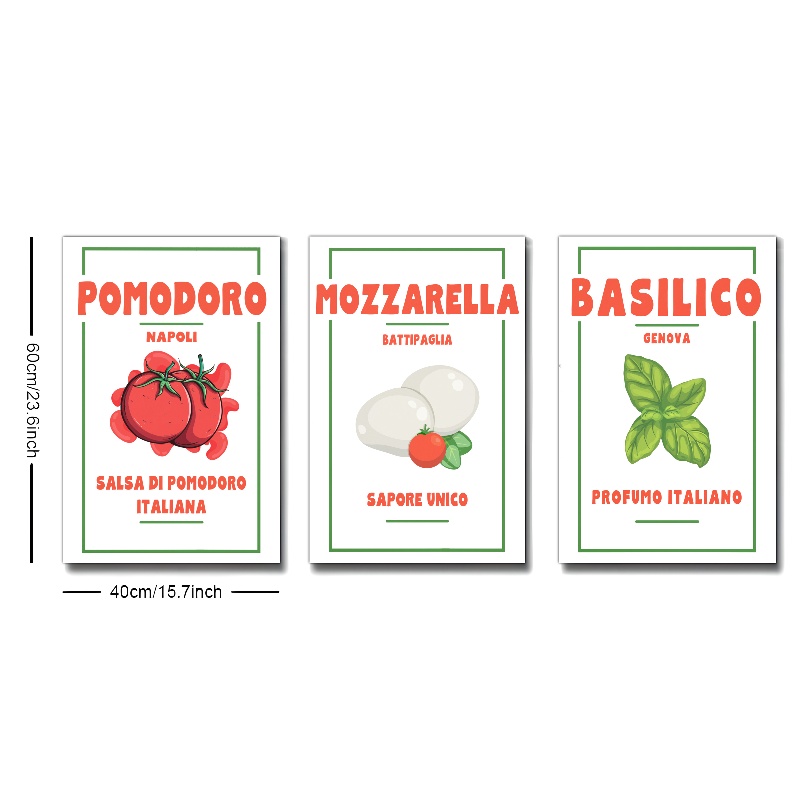 POMODORO
NAPOLI
SALSA DI POMODORO
ITALIANA
MOZZARELLA
BATTIPAGLIA
SAPORE UNICO
BASILICO
GENOVA
PROFUMO ITALIANO
60cm/23.6inch
40cm/15.7inch